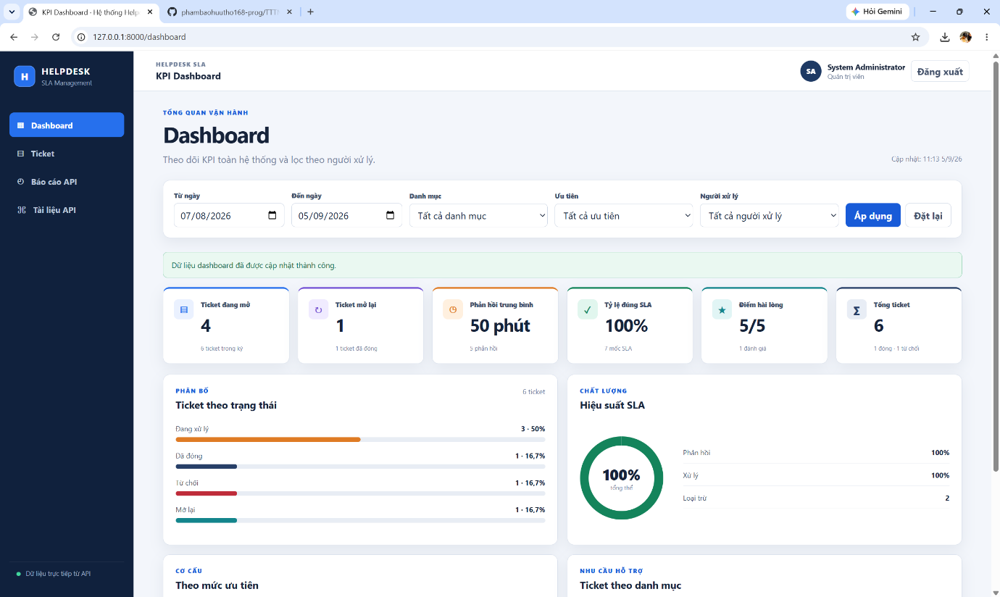 KPI Dashboard - Hệ thống Help
phambaohuutho168-prog/TTT
Hỏi Gemini
127.0.0.1:8000/dashboard
H
HELPDESK
SLA Management
Dashboard
Ticket
Báo cáo API
Tài liệu API
Dữ liệu trực tiếp từ API
HELPDESK SLA
KPI Dashboard
SA
System Administrator
Quản trị viên
Đăng xuất
TỔNG QUAN VẬN HÀNH
Dashboard
Theo dõi KPI toàn hệ thống và lọc theo người xử lý.
Cập nhật: 11:13 5/9/26
Từ ngày
Đến ngày
Danh mục
Ưu tiên
Người xử lý
07/08/2026
05/09/2026
Tất cả danh mục
Tất cả ưu tiên
Tất cả người xử lý
Áp dụng
Đặt lại
Dữ liệu dashboard đã được cập nhật thành công.
Ticket đang mở
4
6 ticket trong kỳ
Ticket mở lại
1
1 ticket đã đóng
Phản hồi trung bình
50 phút
5 phản hồi
Tỷ lệ đúng SLA
100%
7 mốc SLA
Điểm hài lòng
5/5
1 đánh giá
Σ
Tổng ticket
6
1 đóng · 1 từ chối
PHÂN BỐ
Ticket theo trạng thái
6 ticket
Đang xử lý
3 · 50%
Đã đóng
1 · 16,7%
Từ chối
1 · 16,7%
Mở lại
1 · 16,7%
CHẤT LƯỢNG
Hiệu suất SLA
100%
tổng thể
Phản hồi
100%
Xử lý
100%
Loại trừ
2
CƠ CẤU
Theo mức ưu tiên
NHU CẦU HỖ TRỢ
Ticket theo danh mục